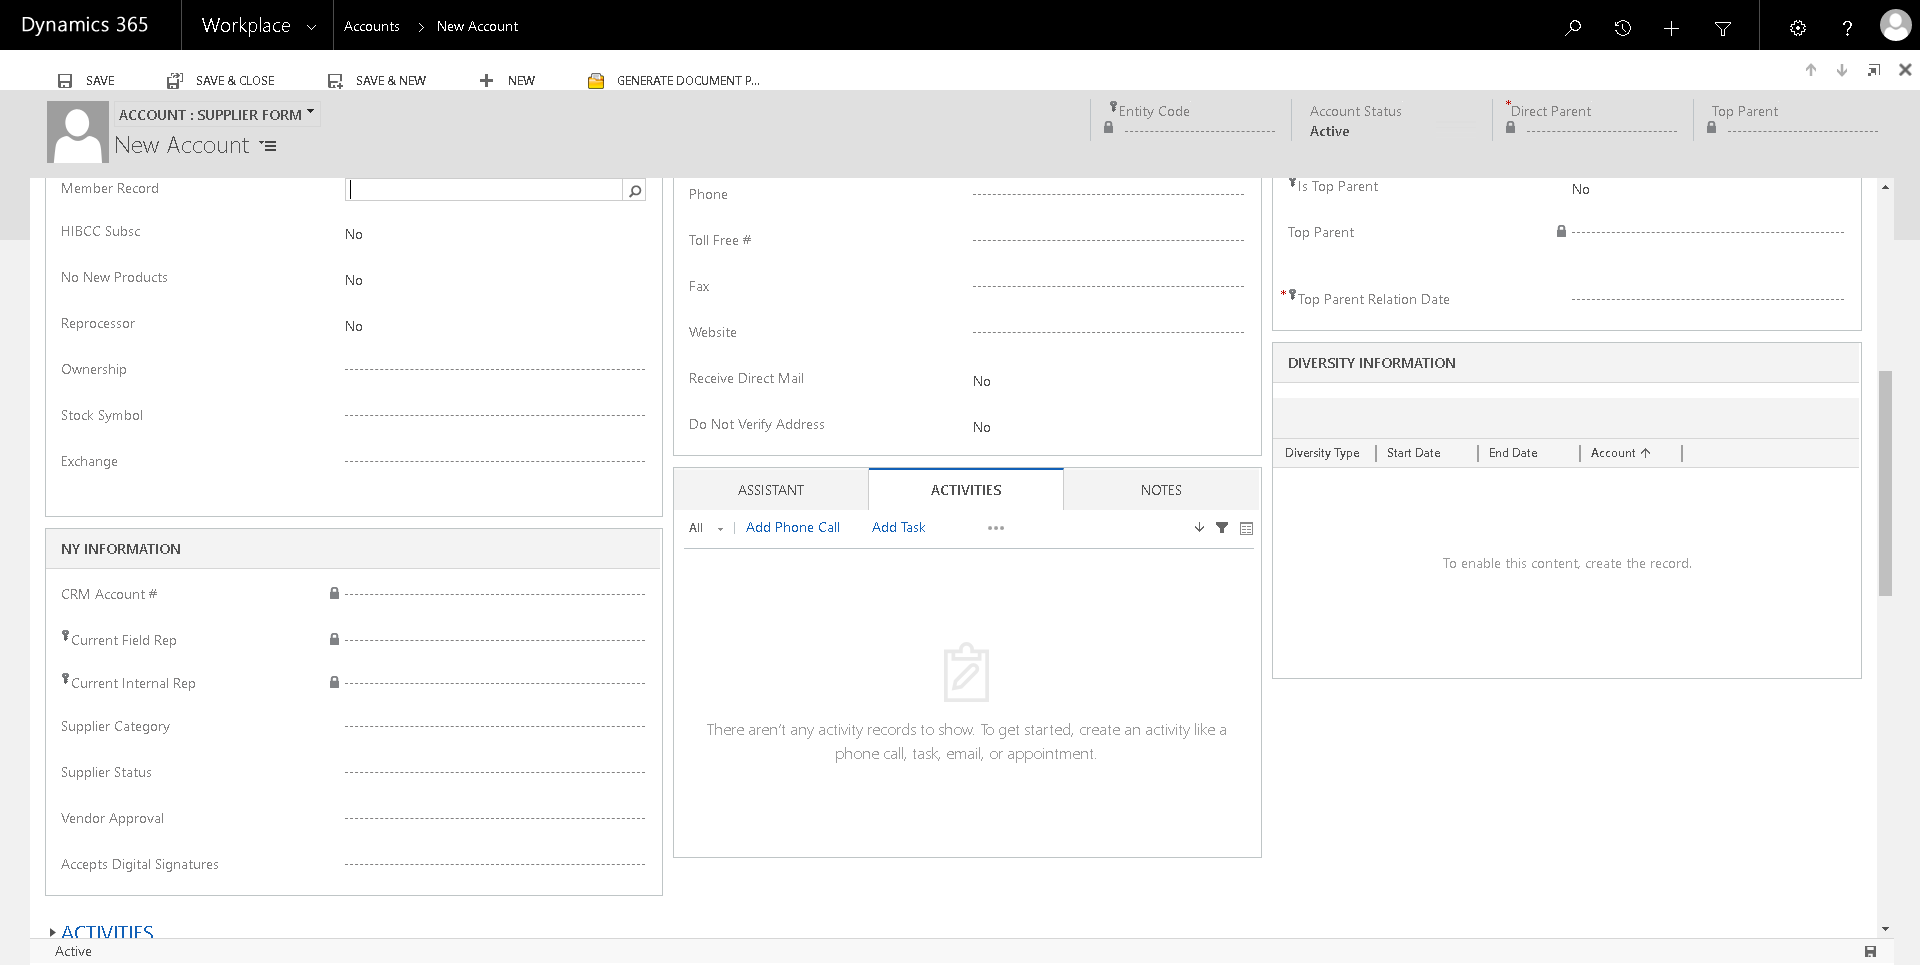 Dynamics 365
Workplace
Accounts > New Account
SAVE
SAVE & CLOSE
SAVE & NEW
NEW
GENERATE DOCUMENT P...
ACCOUNT : SUPPLIER FORM
New Account
Entity Code
Account Status
Active
*Direct Parent
Top Parent
Member Record
HIBCC Subsc
No
No New Products
No
Reprocessor
No
Ownership
Stock Symbol
Exchange
NY INFORMATION
CRM Account #
Current Field Rep
Current Internal Rep
Supplier Category
Supplier Status
Vendor Approval
Accepts Digital Signatures
Phone
Toll Free #
Fax
Website
Receive Direct Mail
No
Do Not Verify Address
No
ASSISTANT
ACTIVITIES
NOTES
All
Add Phone Call
Add Task
...
There aren't any activity records to show. To get started, create an activity like a
phone call, task, email, or appointment.
Is Top Parent
No
Top Parent
*Top Parent Relation Date
DIVERSITY INFORMATION
Diversity Type
Start Date
End Date
Account ↑
To enable this content, create the record.
ACTIVITIES
Active